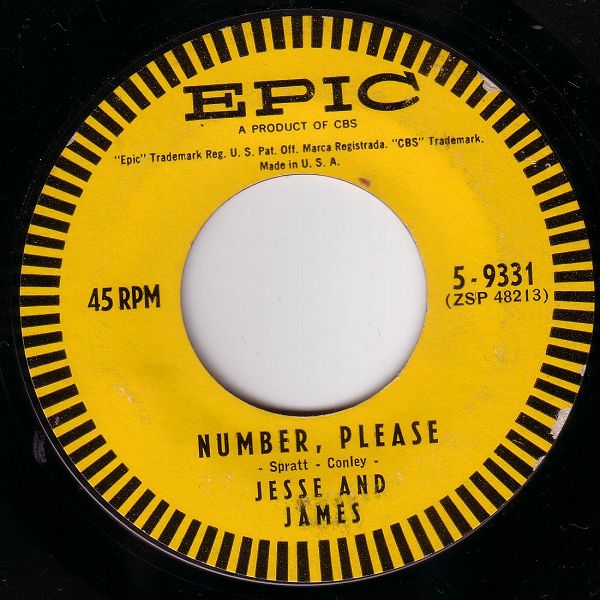 EPIC
A PRODUCT OF CBS
"Epic" Trademark Reg. U. S. Pat. Off. Marca Registrada. "CBS" Trademark.
Made in U. S. A.
45 RPM
5-9331
(ZSP 48213)
NUMBER, PLEASE
- Spratt - Conley -
JESSE AND
JAMES